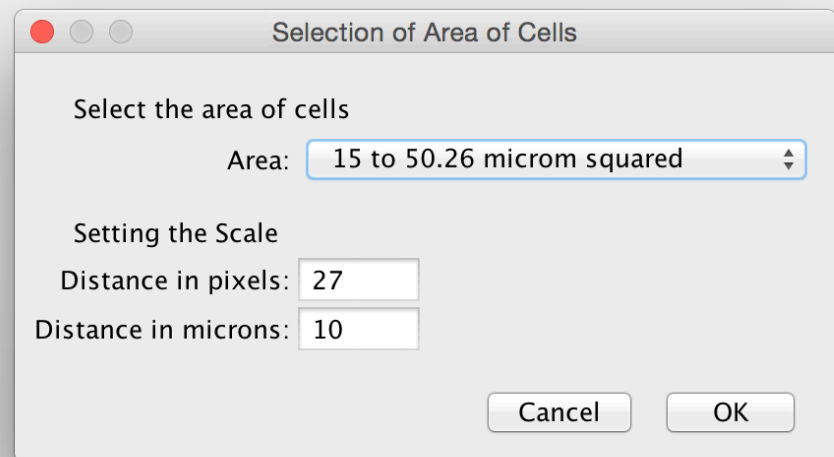 Selection of Area of Cells
Select the area of cells
Area: 15 to 50.26 microm squared
Setting the Scale
Distance in pixels: 27
Distance in microns: 10
Cancel OK